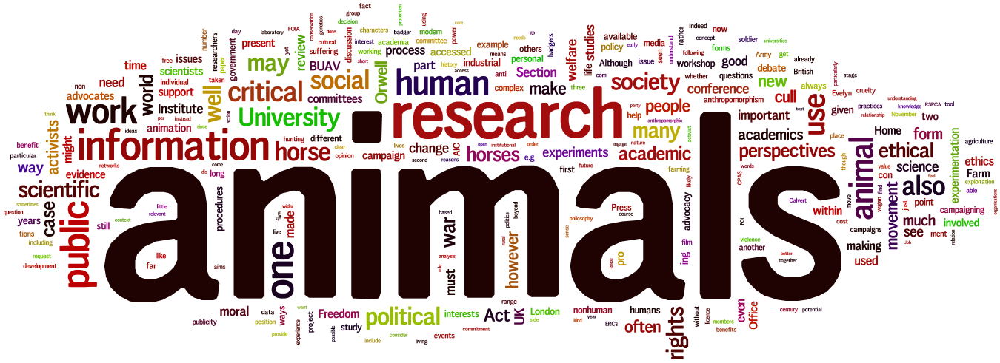 animals
research
information
human
work
University
critical
social
society
public
may
political
horse
horses
many
people
academic
perspectives
use
animal
also
ethical
scientific
one
however
war
rights
often
Act
UK
well
world
Institute
support
scientists
issues
time
need
advocates
activists
might
way
evidence
animation
different
campaign
change
experiments
committees
suffering
BUAV
review
present
government
researchers
number
paper
free
individual
taken
day
laboratory
FOIA
yet
conservation
cultural
genetics
done
decision
discussion
group
fact
characters
interest
academia
working
short
Orwell
process
badger
protection
modern
committee
using
power
care
accessed
part
history
access
industrial
example
means
needs
go
others
badgers
personal
anti
Section
complex
make
three
welfare
life
studies
available
policy
early
media
Although
issue
seen
com
understand
rather
Indeed
now
concept
forms
following
workshop
good
whether
questions
conference
anthropomorphism
soldier
universities
Army
get
debate
new
already
British
always
cull
text
Evelyn
particularly
stage
cruelty
given
practices
relationship
understanding
knowledge
RSPCA
tool
November
two
Home
form
place
though
important
academics
party
help
anthropomorphic
activist
nature
engage
order
institutional
open
AIC
lives
second
reasons
e.g
first
future
farming
likely
advocacy
film
ing
hunting
clear
opinion
action
since
instead
per
ideas
non
think
benefit
particular
networks
come
dis
long
procedures
sometimes
question
years
tions
including
request
development
case
still
context
little
relevant
like
far
aims
five
live
wider
made
based
must
role
analysis
rural
politics
beyond
philosophy
sense
Press
course
ence
pro
words
CPAS
FOI
violence
another
Calvert
better
together
within
cost
move
campaigns
making
used
vegan
find
value
con
science
movement
feel
just
point
much
see
Job
ment
relation
involved
campaigning
organisations
able
Farm
exploitation
ethics
agriculture
experimentation
moral
publicity
data
position
provide
ways
want
experience
project
Freedom
possible
study
include
consider
living
interests
events
commitment
range
London
side
nonhuman
kind
year
humans
ERCs
without
licence
members
benefits
even
Office
century
potential